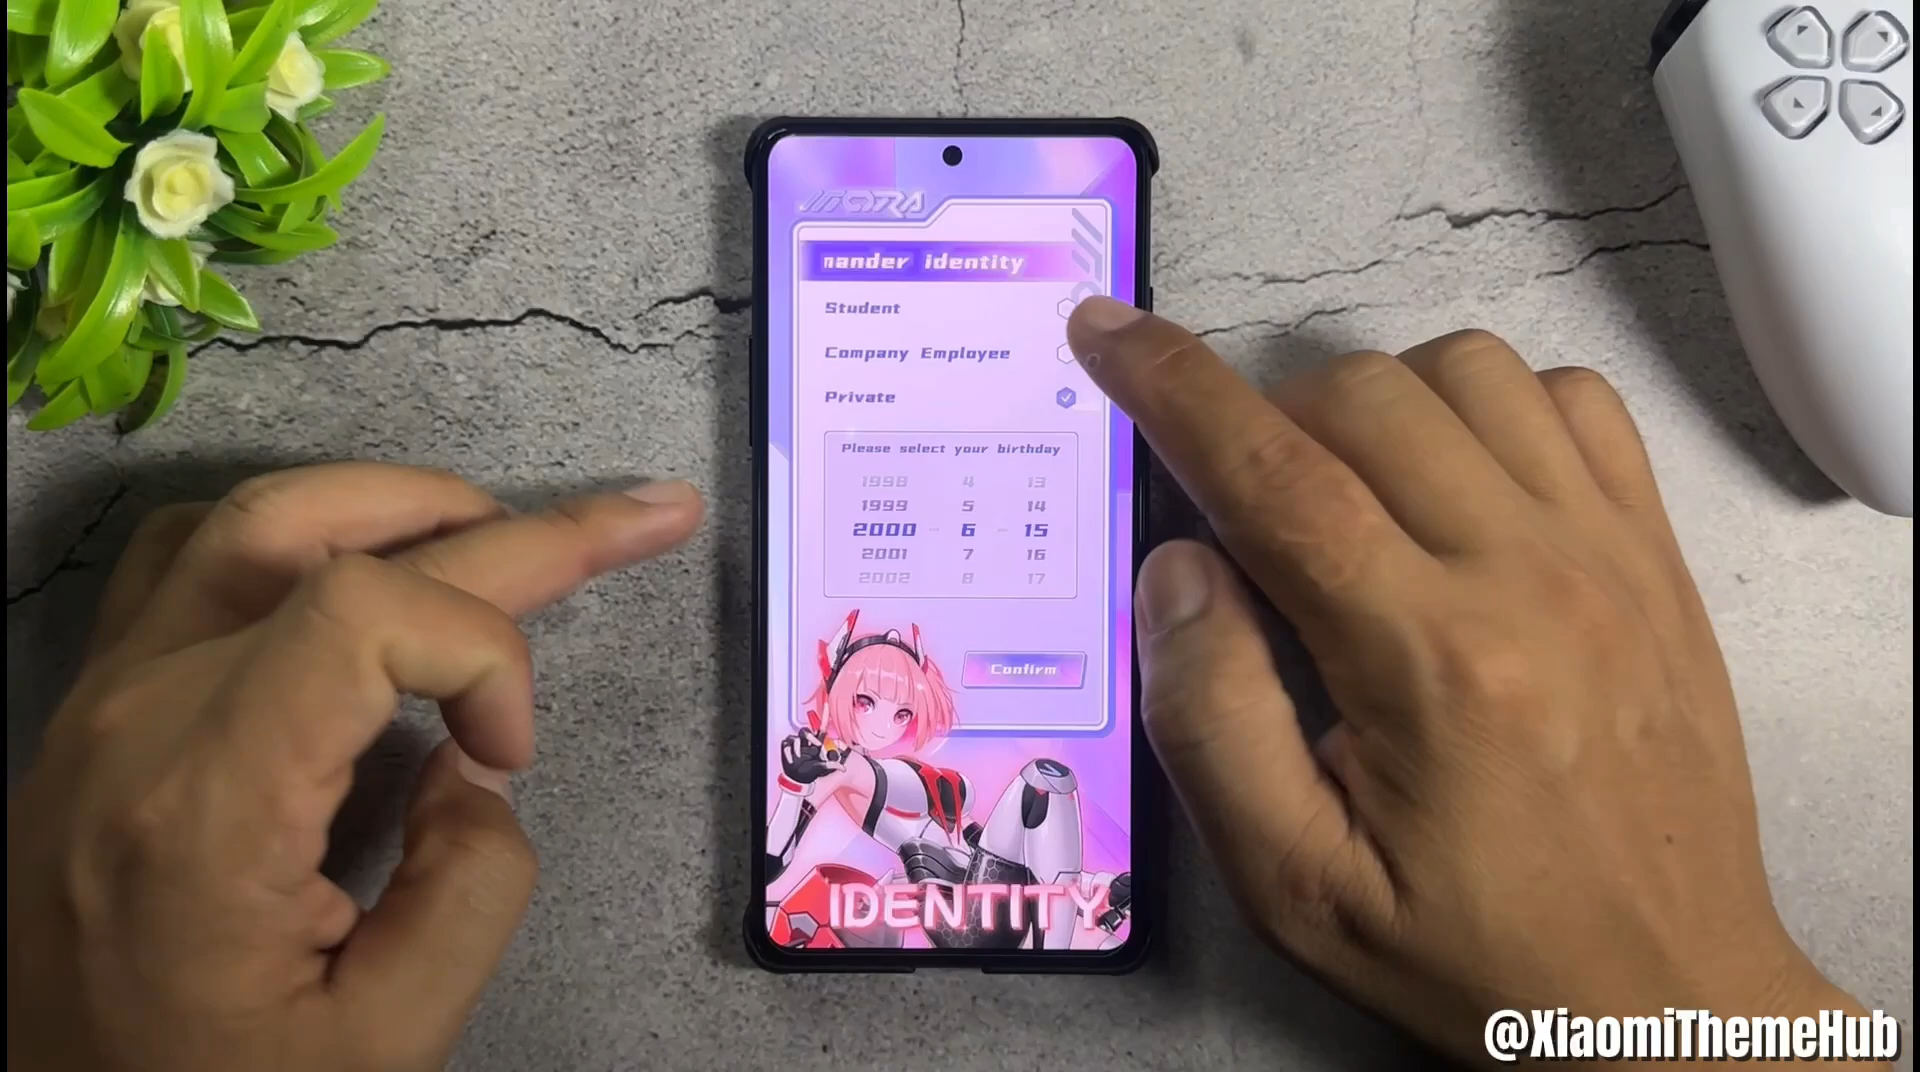 nander identity
Student
Company Employee
Private
Please select your birthday
1998 4 13
1999 5 14
2000 - 6 - 15
2001 7 16
2002 8 17
Confirm
IDENTITY
@XiaomiThemeHub